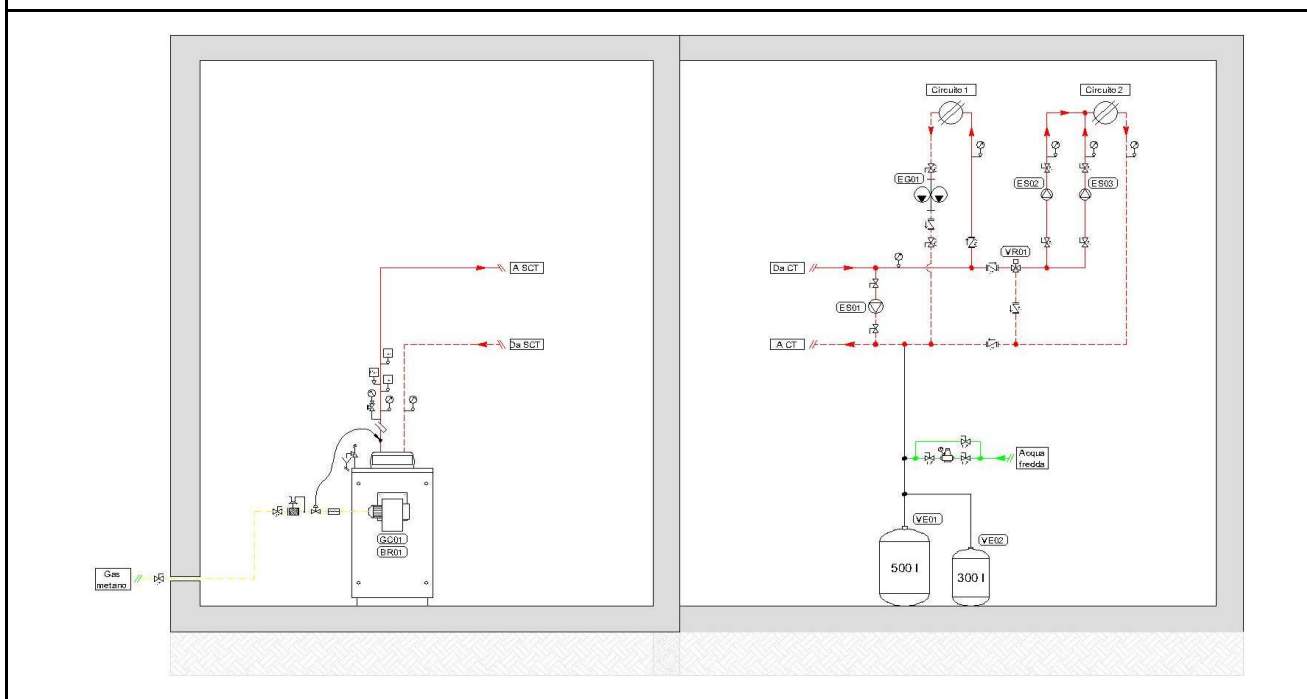 Circuito 1
Circuito 2
EG01
ES02
ES03
VR01
A SCT
Da CT
ES01
Da SCT
A CT
Acqua
fredda
GC01
BR01
VE01
VE02
500 l
300 l
Gas
metano